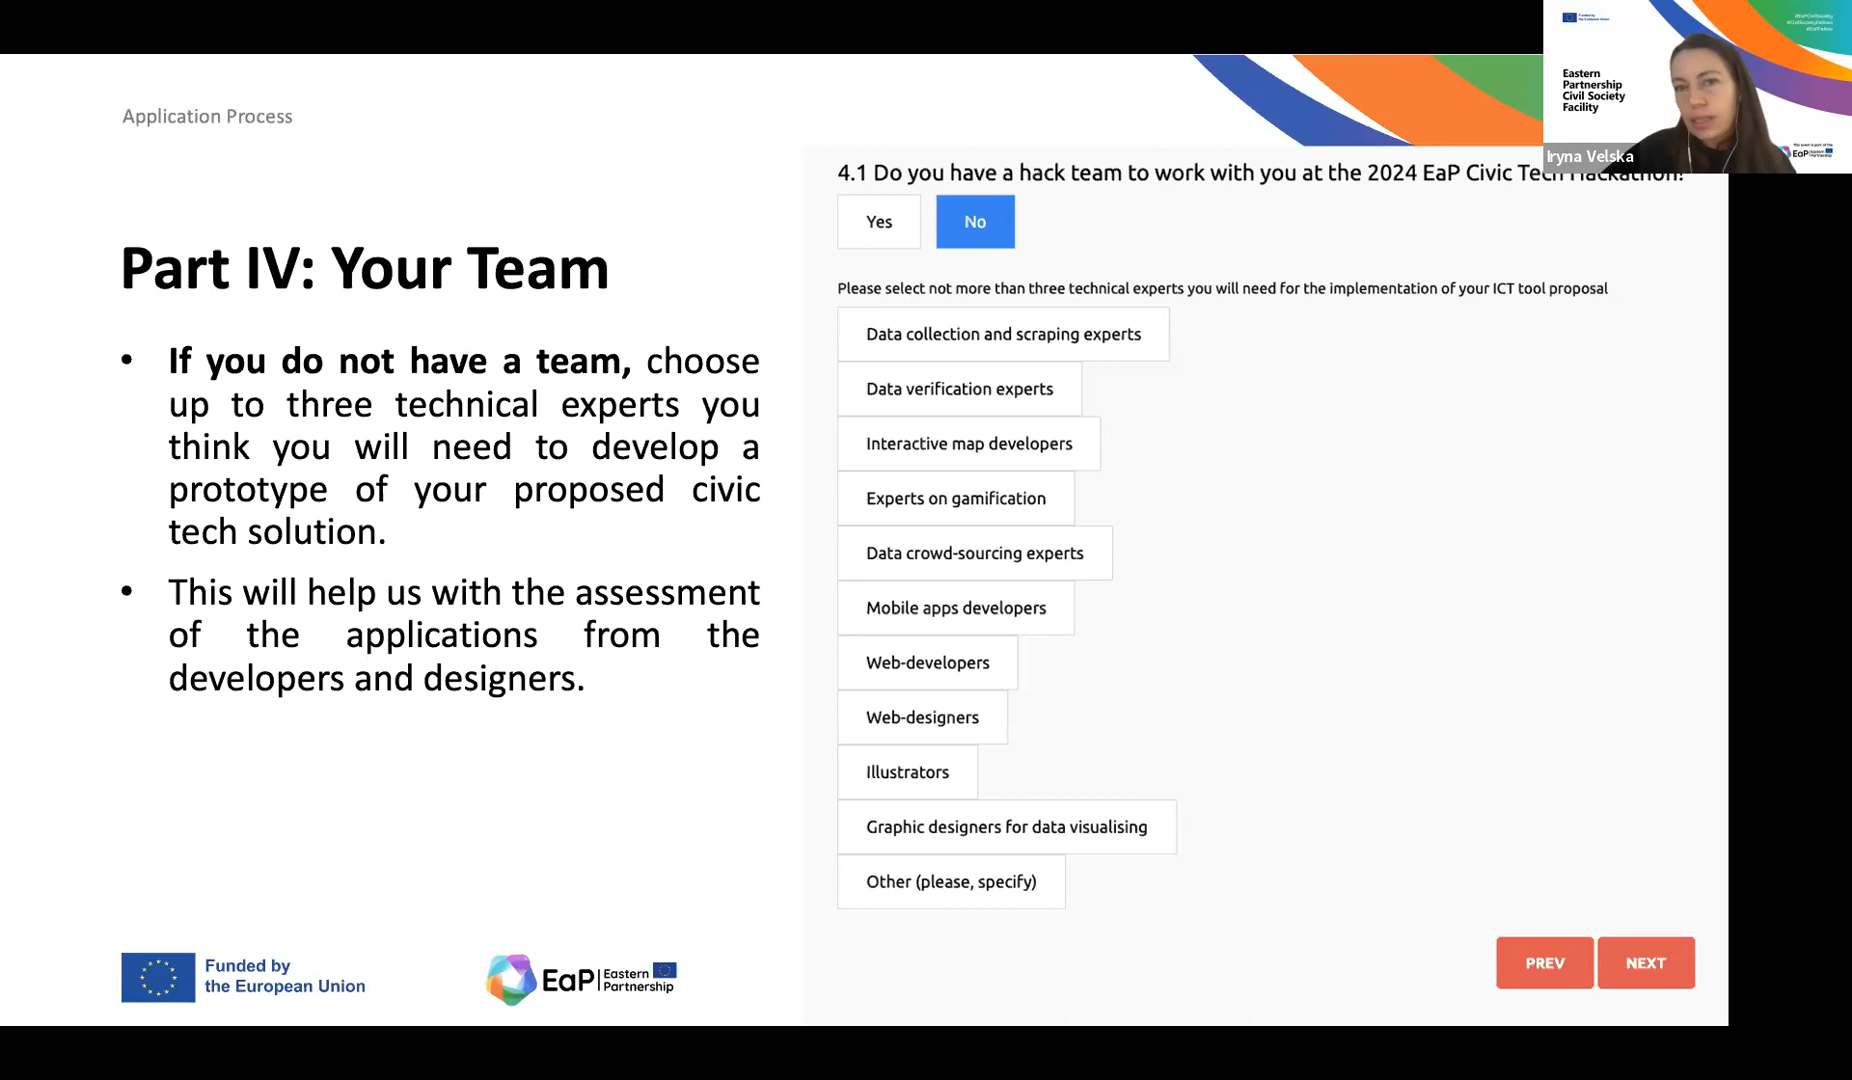 Application Process
Part IV: Your Team
• If you do not have a team, choose
up to three technical experts you
think you will need to develop a
prototype of your proposed civic
tech solution.
• This will help us with the assessment
of the applications from the
developers and designers.
Funded by
the European Union
EaP
Eastern
Partnership
4.1 Do you have a hack team to work with you at the 2024 EaP Civic Tech Hackathon?
Yes
No
Please select not more than three technical experts you will need for the implementation of your ICT tool proposal
Data collection and scraping experts
Data verification experts
Interactive map developers
Experts on gamification
Data crowd-sourcing experts
Mobile apps developers
Web-developers
Web-designers
Illustrators
Graphic designers for data visualising
Other (please, specify)
PREV
NEXT
Funded by
the European Union
Eastern
Partnership
Civil Society
Facility
Iryna Velska
EaP